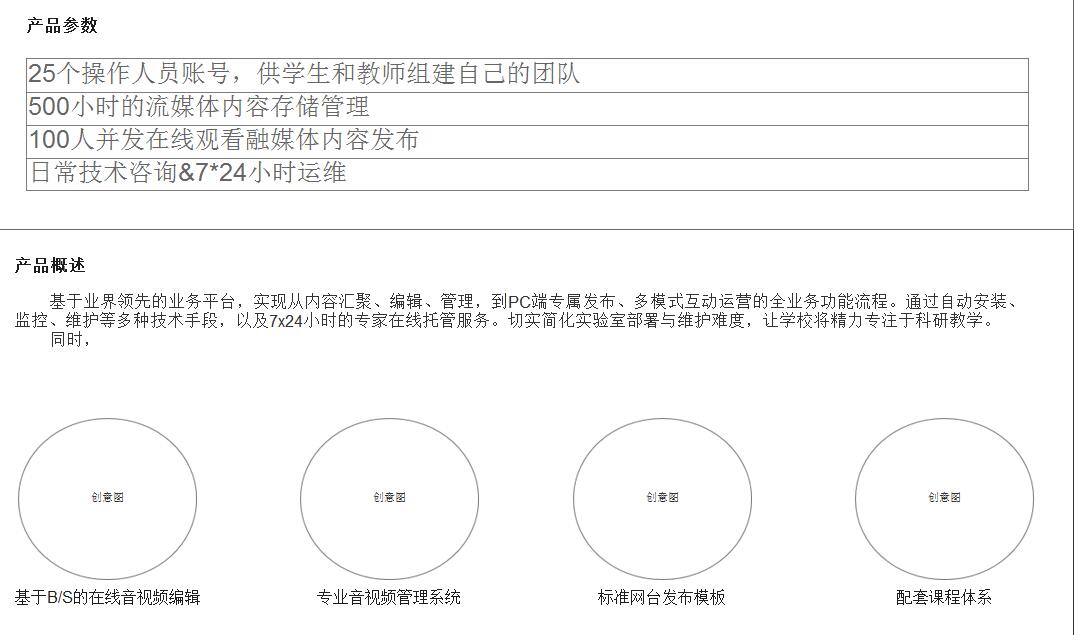 产品参数
25个操作人员账号，供学生和教师组建自己的团队
500小时的流媒体内容存储管理
100人并发在线观看融媒体内容发布
日常技术咨询&7*24小时运维
产品概述
基于业界领先的业务平台，实现从内容汇聚、编辑、管理，到PC端专属发布、多模式互动运营的全业务功能流程。通过自动安装、
监控、维护等多种技术手段，以及7x24小时的专家在线托管服务。切实简化实验室部署与维护难度，让学校将精力专注于科研教学。
同时，
创意图
创意图
创意图
创意图
基于B/S的在线音视频编辑
专业音视频管理系统
标准网台发布模板
配套课程体系